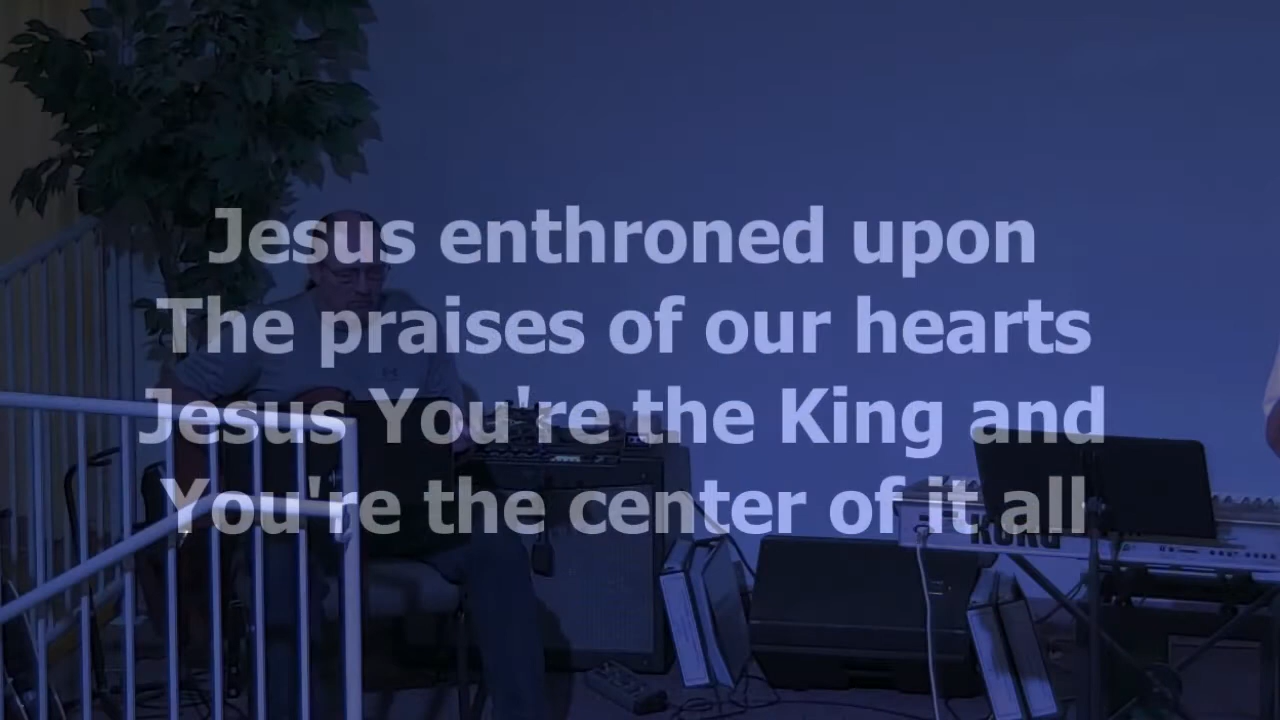 Jesus enthroned upon
The praises of our hearts
Jesus You're the King and
You're the center of it all
KORG